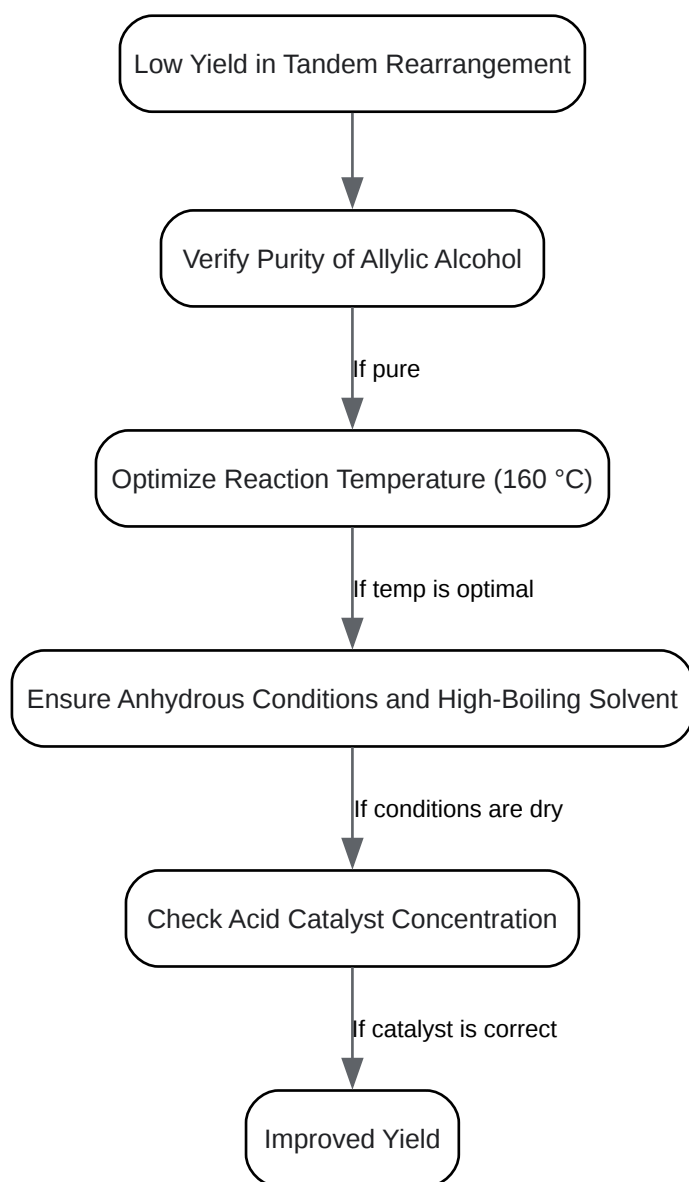 Low Yield in Tandem Rearrangement
Verify Purity of Allylic Alcohol
If pure
Optimize Reaction Temperature (160 °C)
If temp is optimal
Ensure Anhydrous Conditions and High-Boiling Solvent
If conditions are dry
Check Acid Catalyst Concentration
If catalyst is correct
Improved Yield